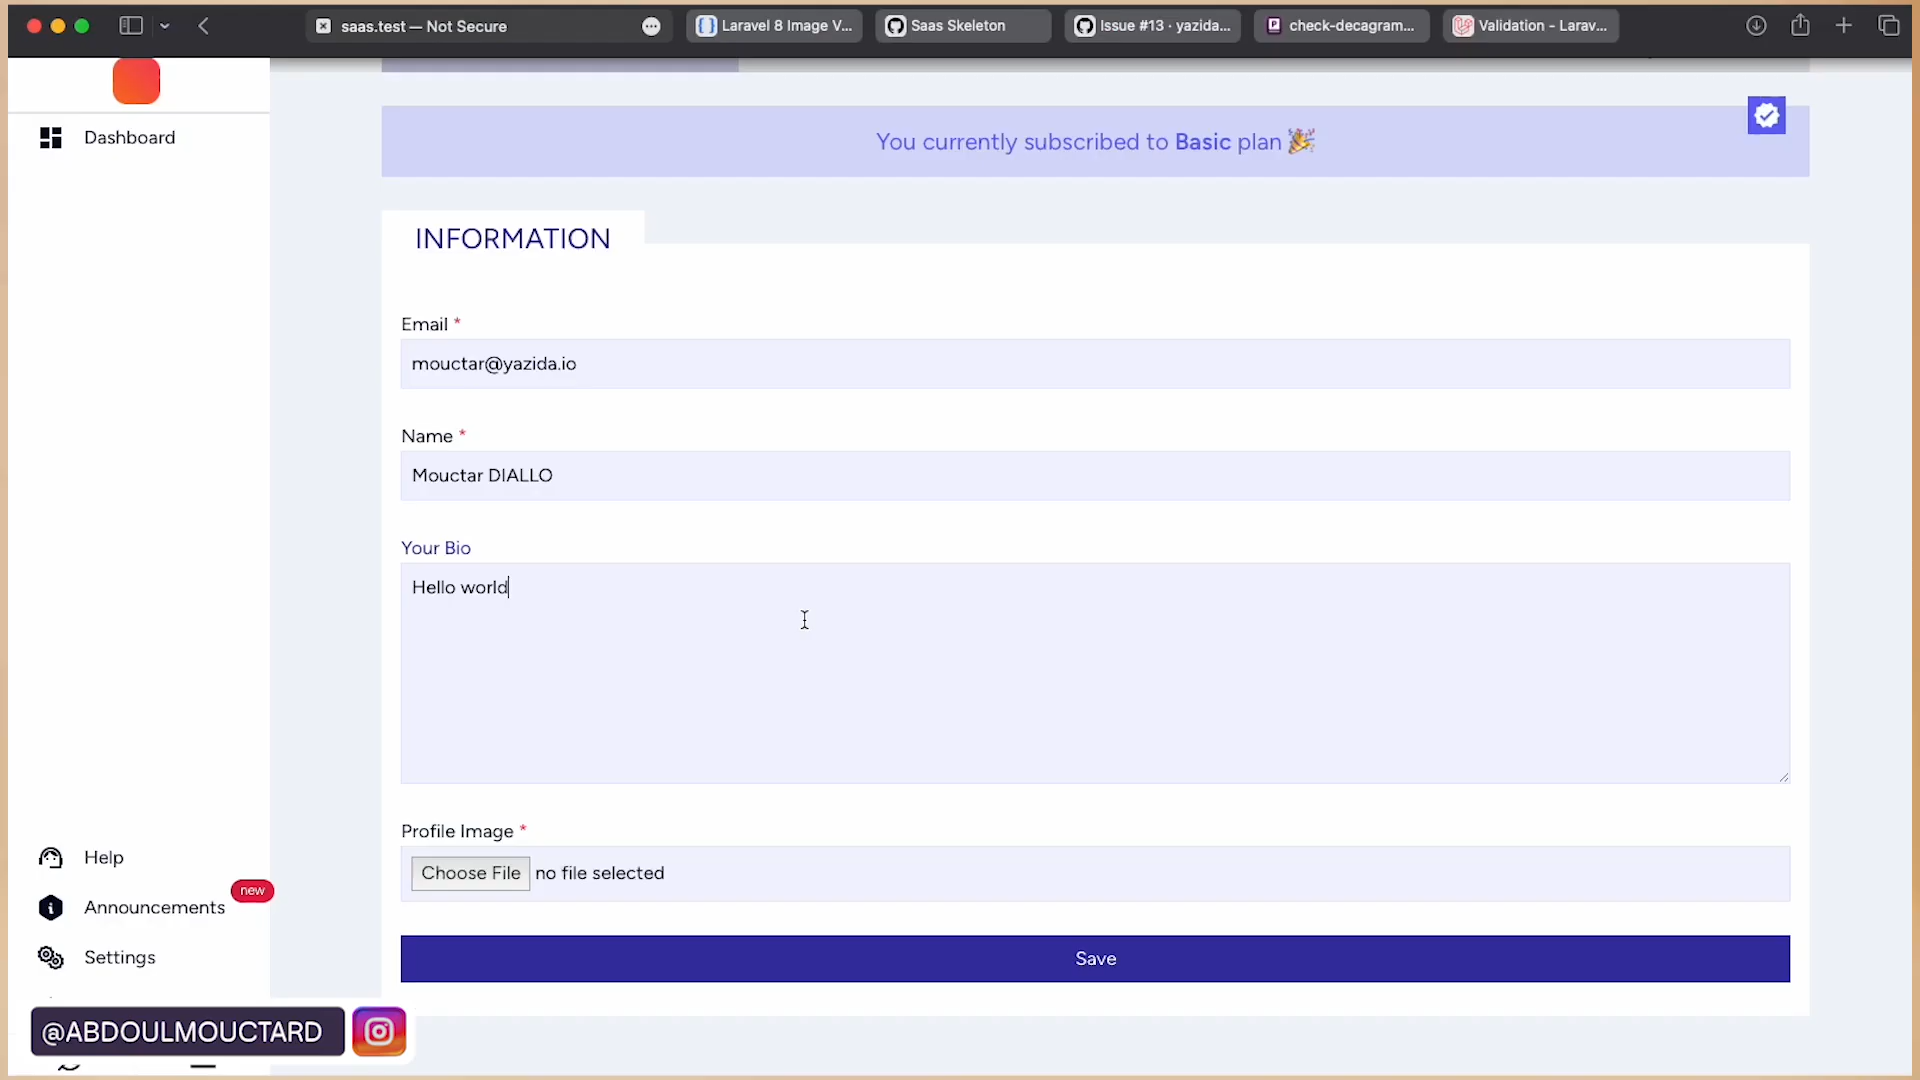 saas.test — Not Secure
Laravel 8 Image V...
Saas Skeleton
Issue #13 · yazida...
check-decagram...
Validation - Larav...
Dashboard
You currently subscribed to Basic plan 🎉
INFORMATION
Email *
mouctar@yazida.io
Name *
Mouctar DIALLO
Your Bio
Hello world
Profile Image *
Choose File no file selected
Save
Help
new
Announcements
Settings
@ABDOULMOUCTARD